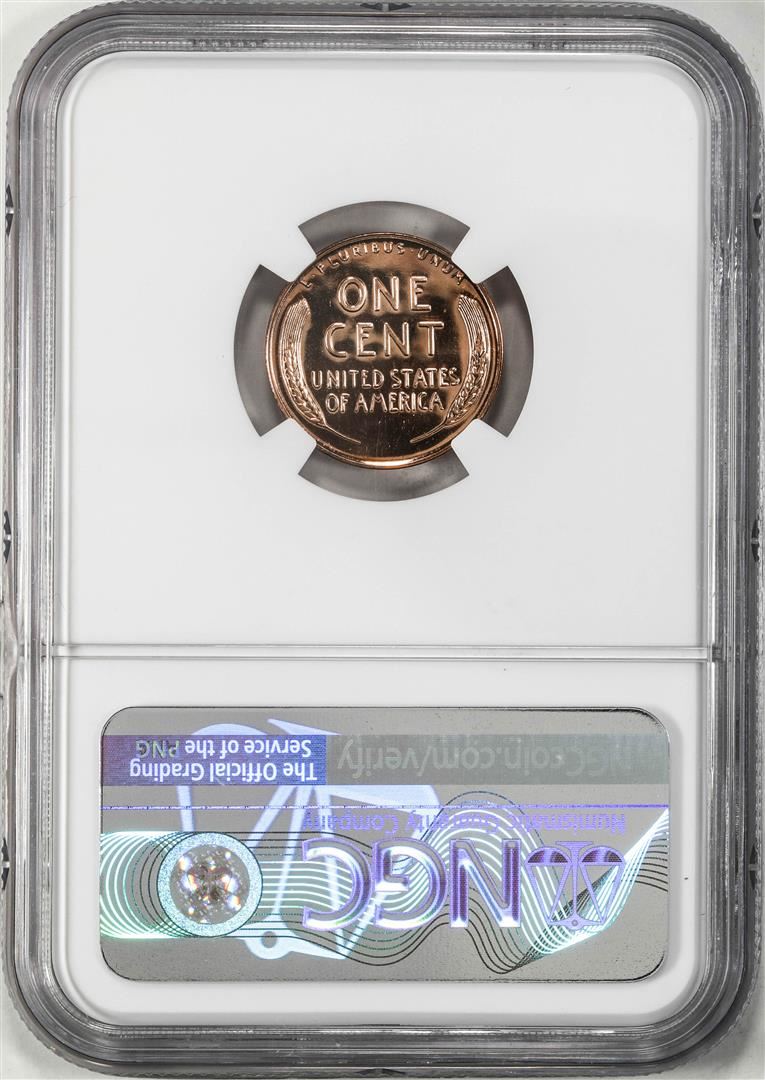 E·PLURIBUS·UNUM
ONE
CENT
UNITED STATES
OF AMERICA
The Official Grading
Service of the PNG
NGCcoin.com/verify
Numismatic Guaranty Company
NGC